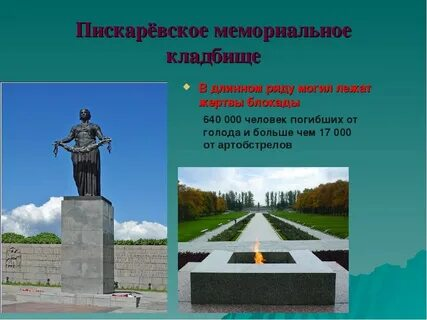 Пискарёвское мемориальное
кладбище
В длинном ряду могил лежат
жертвы блокады
640 000 человек погибших от
голода и больше чем 17 000
от артобстрелов